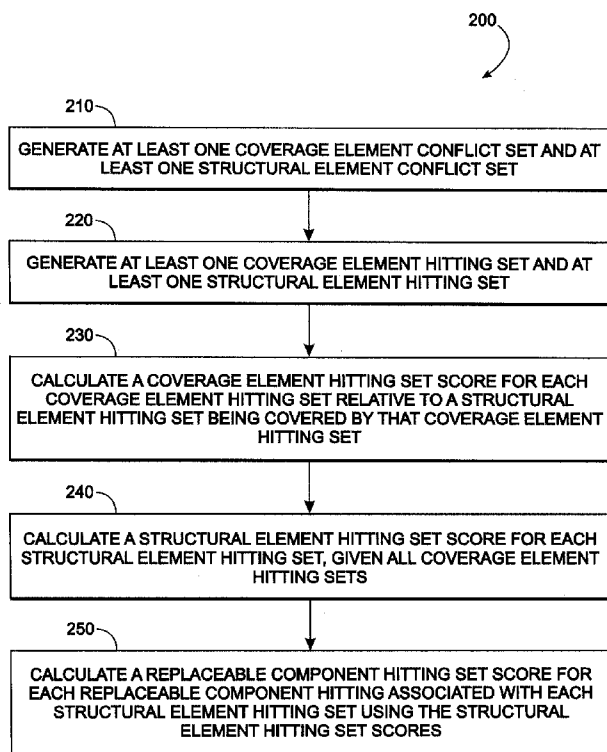 200
210
GENERATE AT LEAST ONE COVERAGE ELEMENT CONFLICT SET AND AT
LEAST ONE STRUCTURAL ELEMENT CONFLICT SET
220
GENERATE AT LEAST ONE COVERAGE ELEMENT HITTING SET AND AT
LEAST ONE STRUCTURAL ELEMENT HITTING SET
230
CALCULATE A COVERAGE ELEMENT HITTING SET SCORE FOR EACH
COVERAGE ELEMENT HITTING SET RELATIVE TO A STRUCTURAL
ELEMENT HITTING SET BEING COVERED BY THAT COVERAGE ELEMENT
HITTING SET
240
CALCULATE A STRUCTURAL ELEMENT HITTING SET SCORE FOR EACH
STRUCTURAL ELEMENT HITTING SET, GIVEN ALL COVERAGE ELEMENT
HITTING SETS
250
CALCULATE A REPLACEABLE COMPONENT HITTING SET SCORE FOR
EACH REPLACEABLE COMPONENT HITTING ASSOCIATED WITH EACH
STRUCTURAL ELEMENT HITTING SET USING THE STRUCTURAL
ELEMENT HITTING SET SCORES